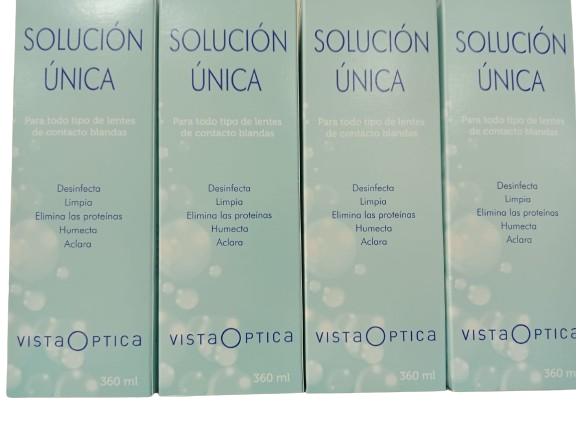 SOLUCIÓN
ÚNICA
Para todo tipo de lentes
de contacto blandas
Desinfecta
Limpia
Elimina las proteínas
Humecta
Aclara
VISTAOPTICA
360 ml
SOLUCIÓN
ÚNICA
Para todo tipo de lentes
de contacto blandas
Desinfecta
Limpia
Elimina las proteínas
Humecta
Aclara
VISTAOPTICA
360 ml
SOLUCIÓN
ÚNICA
Para todo tipo de lentes
de contacto blandas
Desinfecta
Limpia
Elimina las proteínas
Humecta
Aclara
VISTAOPTICA
360 ml
SOLUCIÓN
ÚNICA
Para todo tipo de lentes
de contacto blandas
Desinfecta
Limpia
Elimina las proteínas
Humecta
Aclara
VISTAOPTIC
360 m